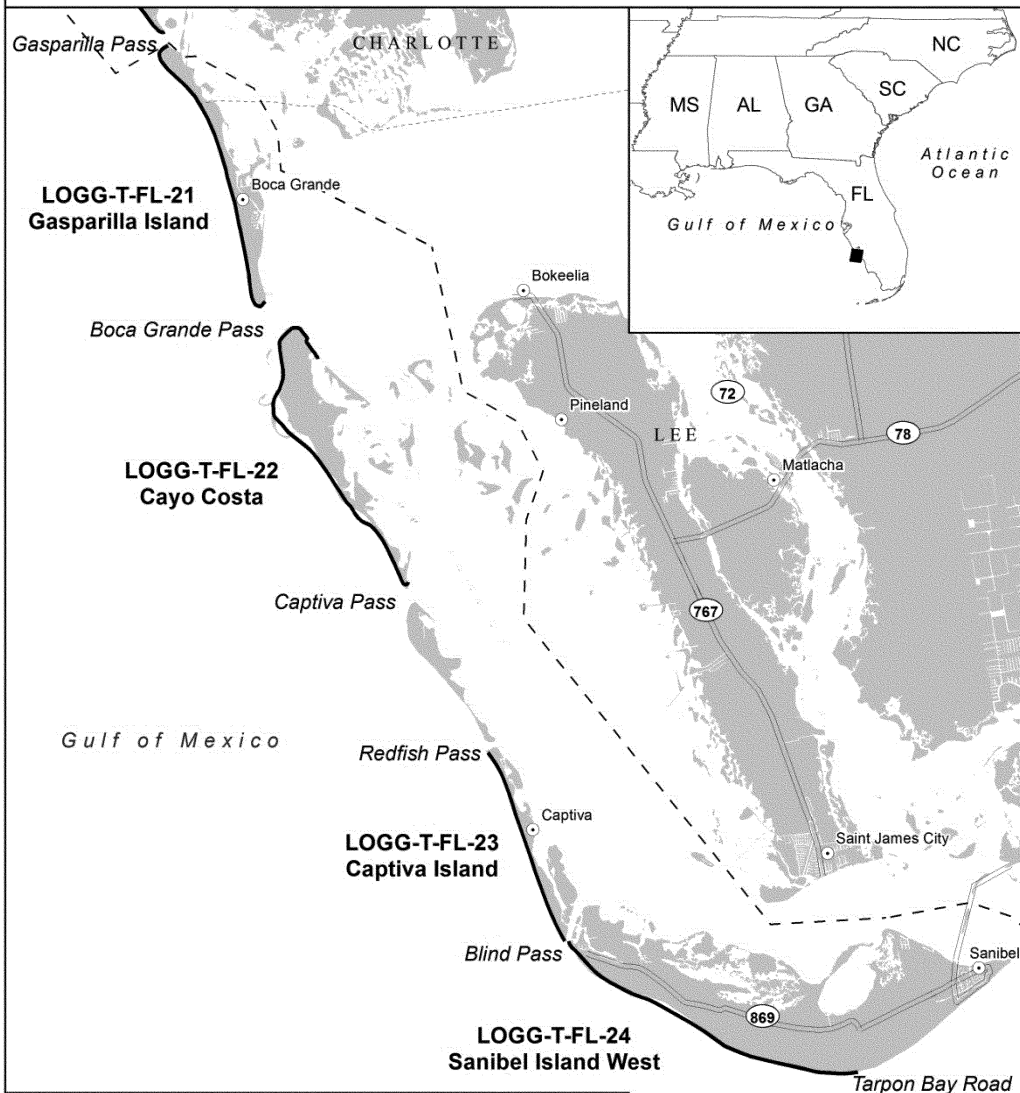 Gasparilla Pass
CHARLOTTE
NC
SC
MS
AL
GA
Atlantic
Ocean
FL
Gulf of Mexico
LOGG-T-FL-21
Gasparilla Island
Boca Grande
Boca Grande Pass
Bokeelia
Pineland
72
LEE
78
Matlacha
LOGG-T-FL-22
Cayo Costa
Captiva Pass
767
Gulf of Mexico
Redfish Pass
Captiva
LOGG-T-FL-23
Captiva Island
Saint James City
Blind Pass
Sanibel
869
LOGG-T-FL-24
Sanibel Island West
Tarpon Bay Road